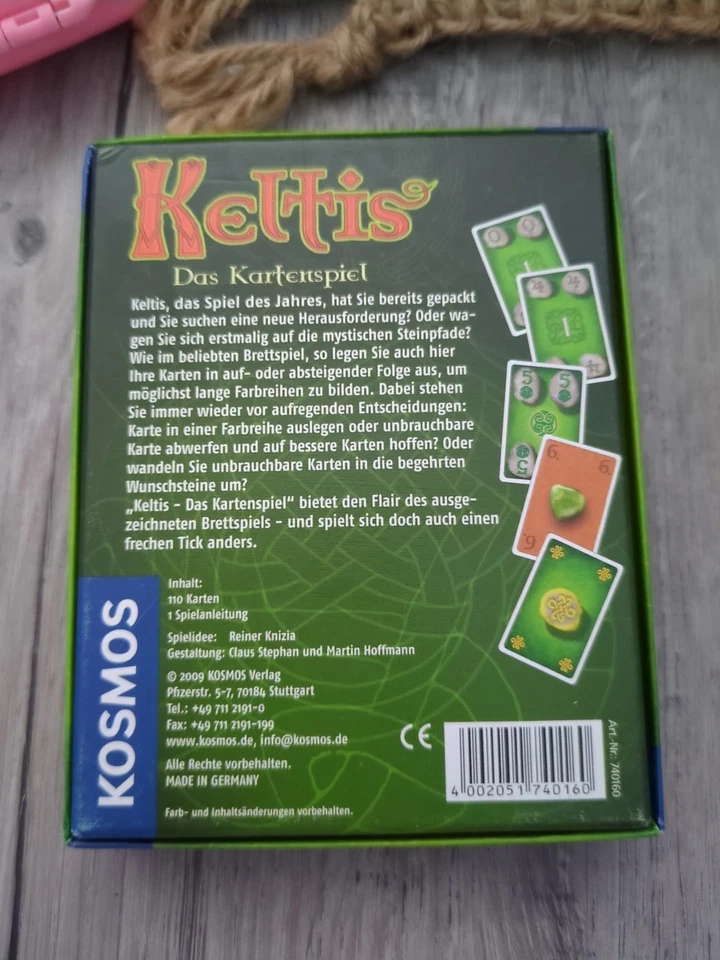 Keltis
Das Kartenspiel
Keltis, das Spiel des Jahres, hat Sie bereits gepackt
und Sie suchen eine neue Herausforderung? Oder wa-
gen Sie sich erstmalig auf die mystischen Steinpfade?
Wie im beliebten Brettspiel, so legen Sie auch hier
Ihre Karten in auf- oder absteigender Folge aus, um
möglichst lange Farbreihen zu bilden. Dabei stehen
Sie immer wieder vor aufregenden Entscheidungen:
Karte in einer Farbreihe auslegen oder unbrauchbare
Karte abwerfen und auf bessere Karten hoffen? Oder
wandeln Sie unbrauchbare Karten in die begehrten
Wunschsteine um?
„Keltis – Das Kartenspiel“ bietet den Flair des ausge-
zeichneten Brettspiels – und spielt sich doch auch einen
frechen Tick anders.
1
5 5
5
6. 6.
6.
KOSMOS
Inhalt:
110 Karten
1 Spielanleitung
Spielidee: Reiner Knizia
Gestaltung: Claus Stephan und Martin Hoffmann
© 2009 KOSMOS Verlag
Pfizerstr. 5-7, 70184 Stuttgart
Tel.: +49 711 2191-0
Fax: +49 711 2191-199
www.kosmos.de, info@kosmos.de
Alle Rechte vorbehalten.
MADE IN GERMANY
Farb- und Inhaltsänderungen vorbehalten.
CE
4 002051 740160
Art.-Nr.: 740160